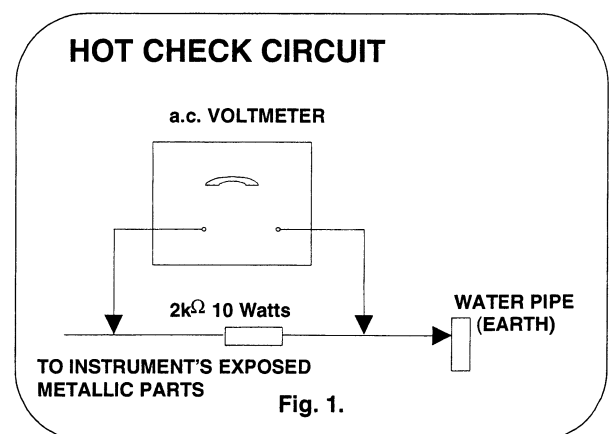 HOT CHECK CIRCUIT
a.c. VOLTMETER
2kΩ 10 Watts
WATER PIPE
(EARTH)
TO INSTRUMENT'S EXPOSED
METALLIC PARTS
Fig. 1.